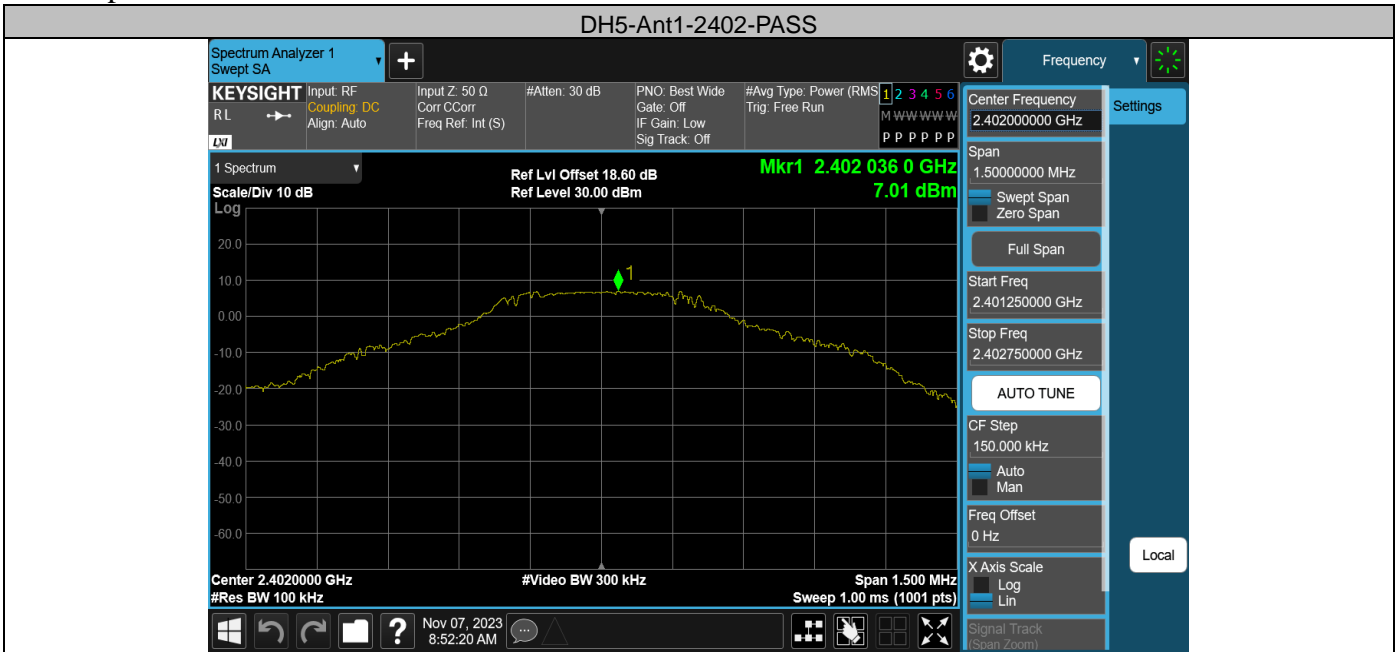 DH5-Ant1-2402-PASS
Spectrum Analyzer 1
Swept SA
+
Frequency
KEYSIGHT
RL
LXI
Input: RF
Coupling: DC
Align: Auto
Input Z: 50 Ω
Corr CCorr
Freq Ref: Int (S)
#Atten: 30 dB
PNO: Best Wide
Gate: Off
IF Gain: Low
Sig Track: Off
#Avg Type: Power (RMS
Trig: Free Run
1 2 3 4 5 6
M W W W W W
P P P P P P
Center Frequency
2.402000000 GHz
Settings
1 Spectrum
Scale/Div 10 dB
Ref Lvl Offset 18.60 dB
Ref Level 30.00 dBm
Mkr1 2.402 036 0 GHz
7.01 dBm
Span
1.50000000 MHz
Swept Span
Zero Span
Full Span
Start Freq
2.401250000 GHz
Stop Freq
2.402750000 GHz
AUTO TUNE
CF Step
150.000 kHz
Auto
Man
Freq Offset
0 Hz
X Axis Scale
Log
Lin
Signal Track
(Span Zoom)
Local
Log
20.0
10.0
0.00
-10.0
-20.0
-30.0
-40.0
-50.0
-60.0
1
Center 2.4020000 GHz
#Res BW 100 kHz
#Video BW 300 kHz
Span 1.500 MHz
Sweep 1.00 ms (1001 pts)
?
Nov 07, 2023
8:52:20 AM